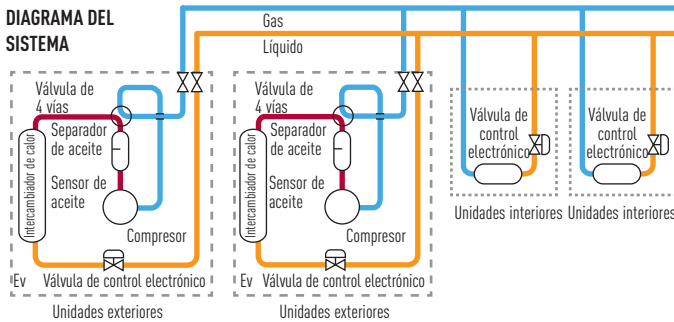 DIAGRAMA DEL
SISTEMA
Gas
Líquido
Válvula de
4 vías
Separador
de aceite
Sensor de
aceite
Intercambiador de calor
Compresor
Ev
Válvula de control electrónico
Unidades exteriores
Válvula de
4 vías
Separador
de aceite
Sensor de
aceite
Intercambiador de calor
Compresor
Ev
Válvula de control electrónico
Unidades exteriores
Válvula de
control
electrónico
Unidades interiores
Válvula de
control
electrónico
Unidades interiores